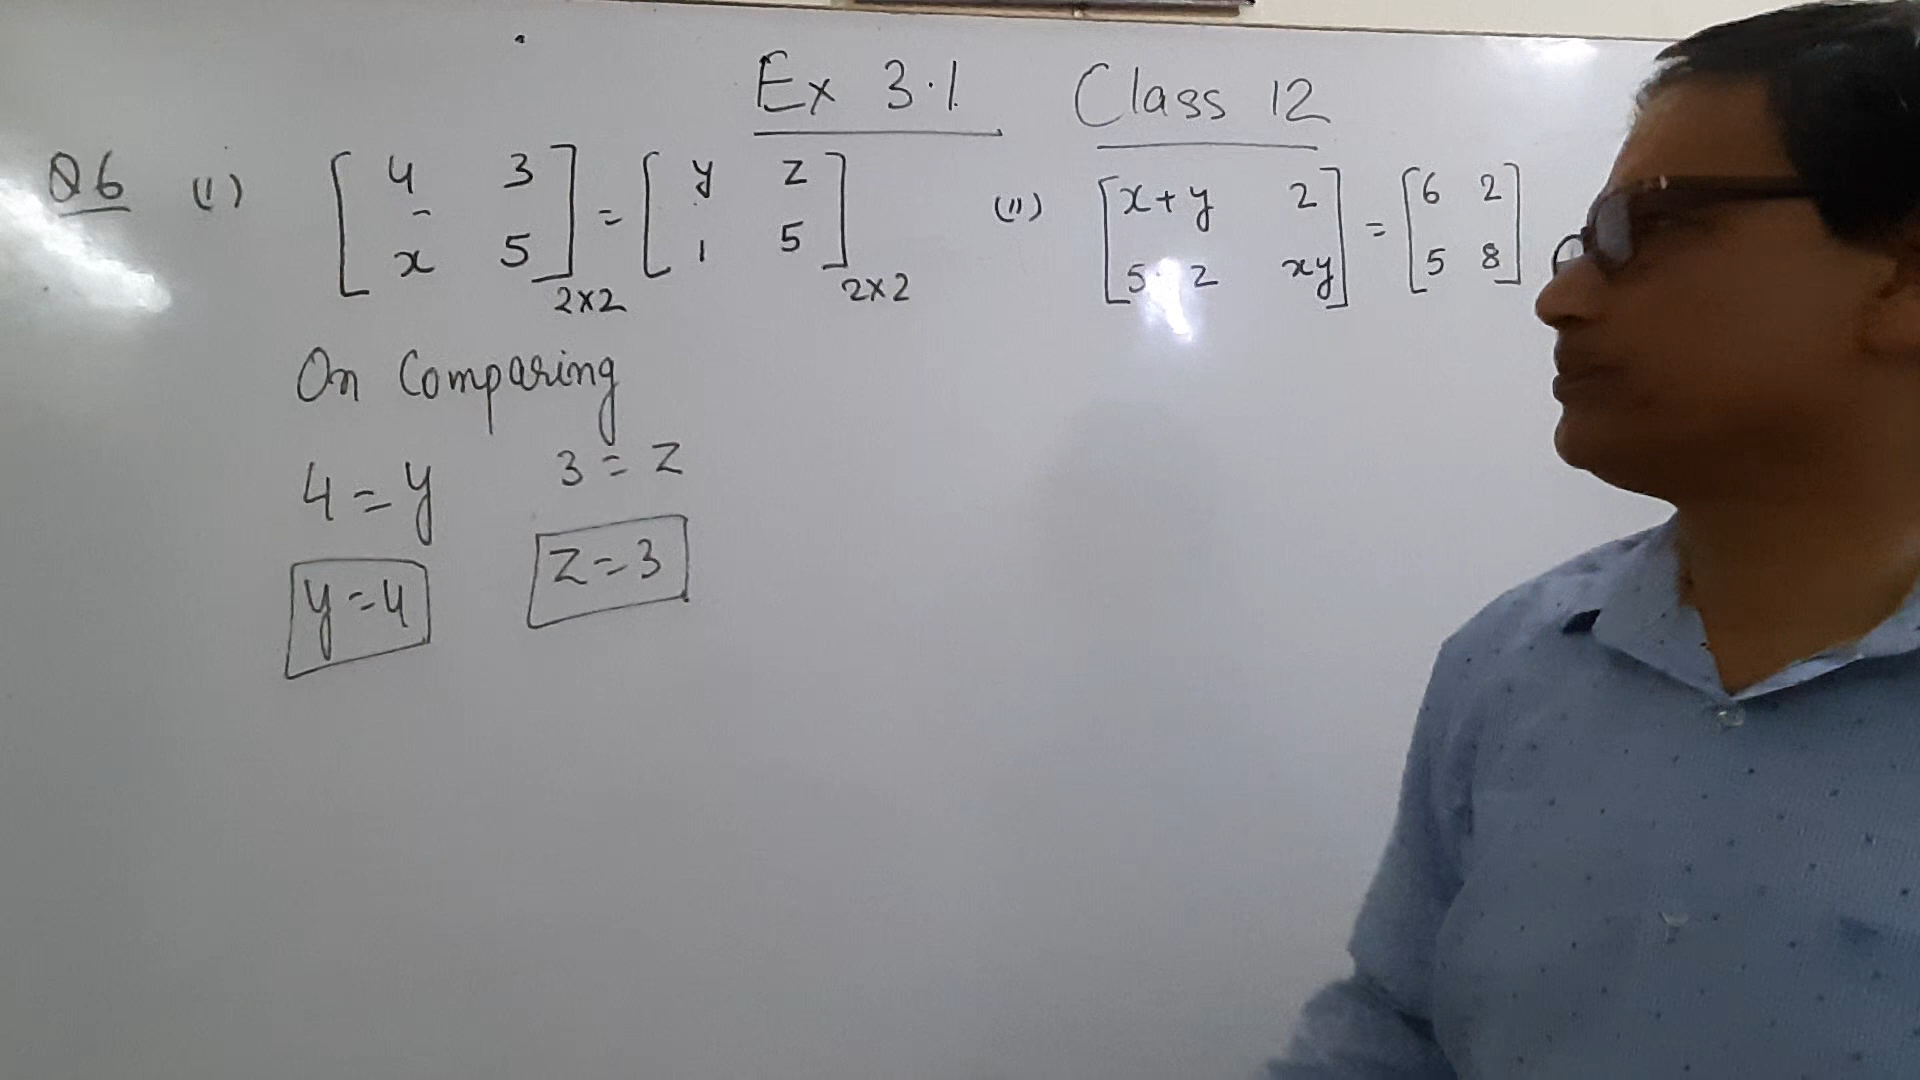 Ex 3.1 Class 12
Q6 (i) [4 3 = [y z (ii) [x+y 2 = [6 2
x 5] 1 5] 5 z xy] 5 8]
2x2 2x2
On Comparing
4 = y 3 = z
y = 4 z = 3